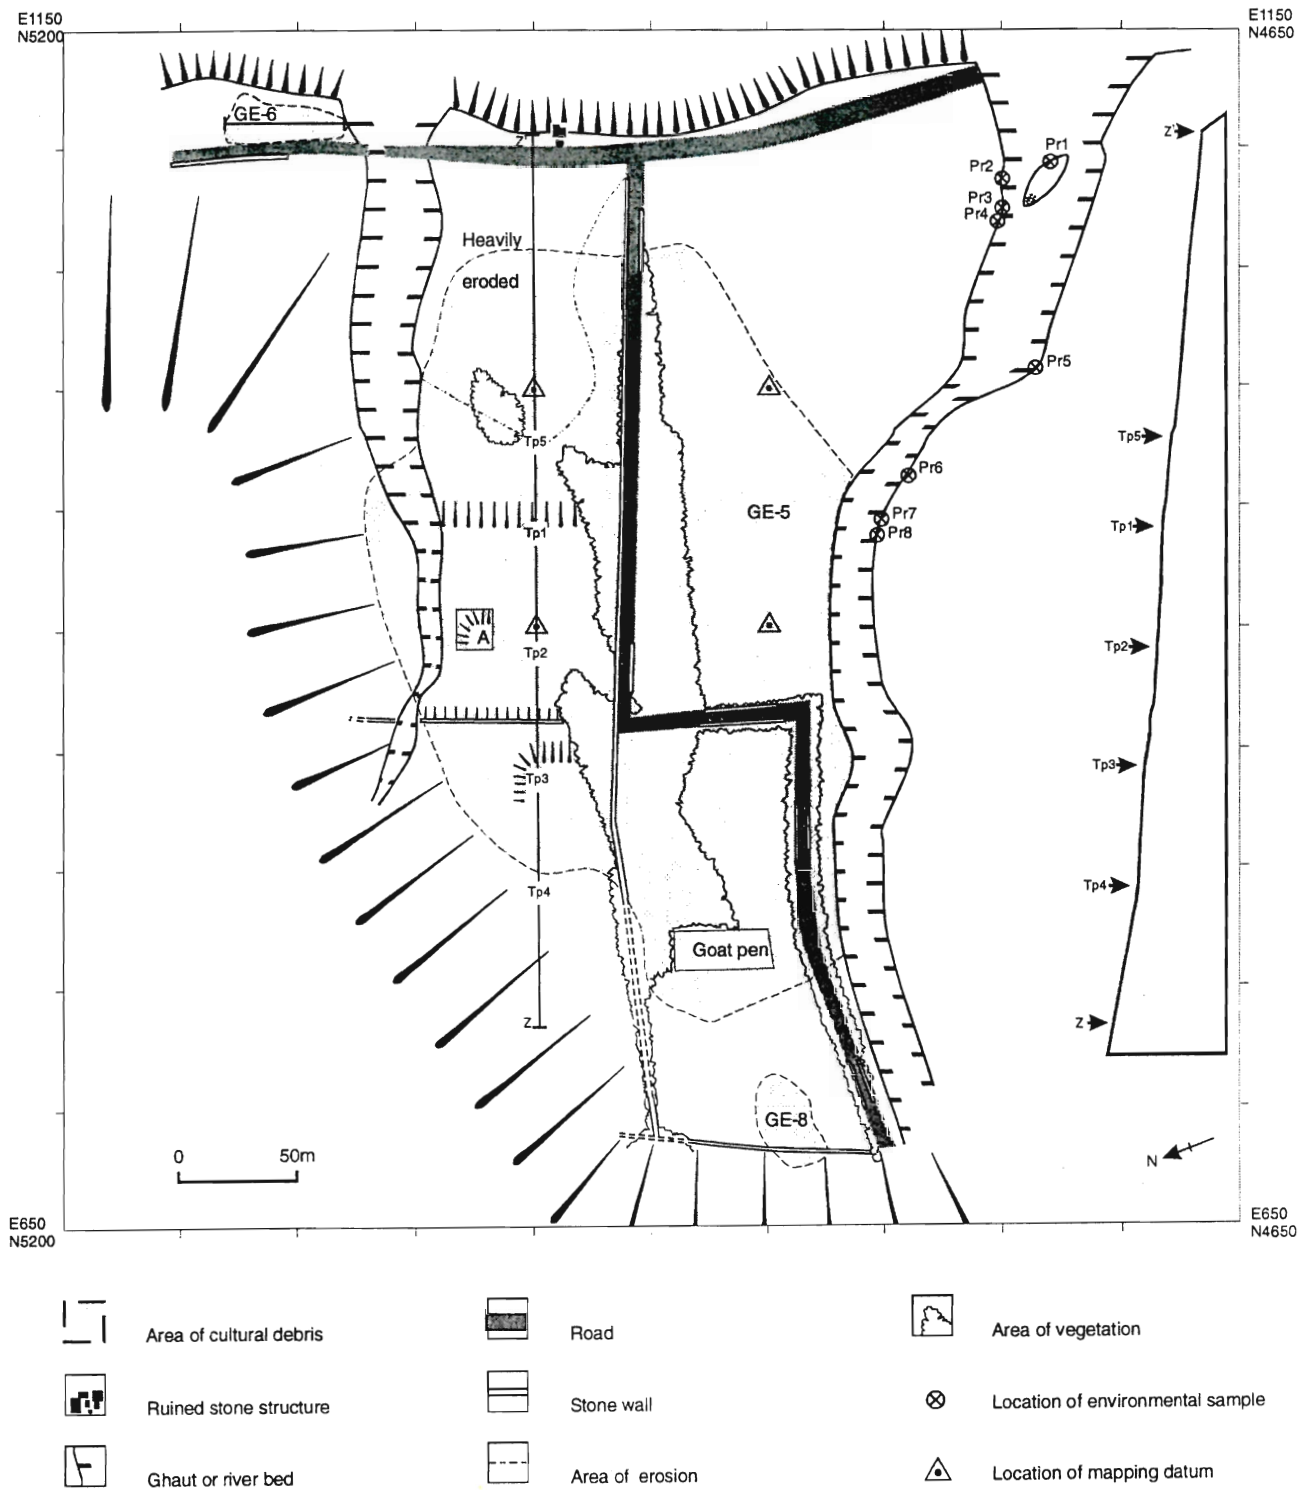 E1150
N5200
E1150
N4650
GE-6
Z'
Z'
Pr1
Pr2
Pr3
Pr4
Heavily
eroded
Pr5
Tp5
Tp5
Pr6
GE-5
Pr7
Pr8
Tp1
Tp1
A
Tp2
Tp2
Tp3
Tp3
Tp4
Tp4
Goat pen
Z
Z
GE-8
0 50m
N
E650
N5200
E650
N4650
Area of cultural debris
Road
Area of vegetation
Ruined stone structure
Stone wall
Location of environmental sample
Ghaut or river bed
Area of erosion
Location of mapping datum